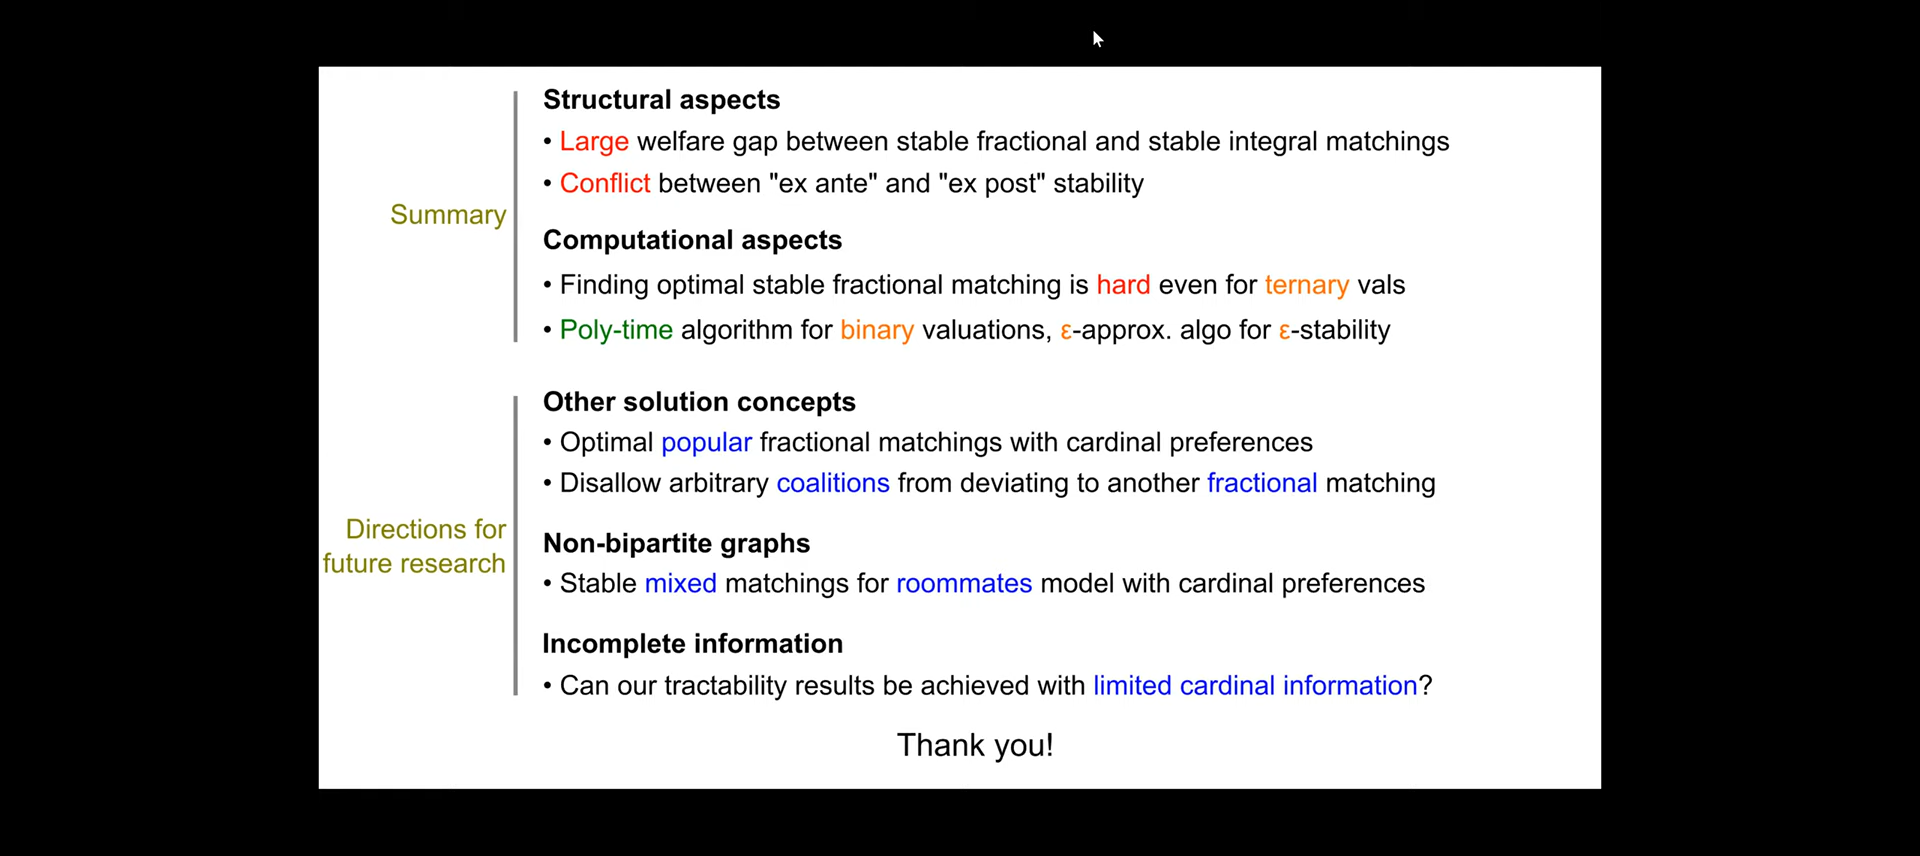 Summary
Structural aspects
• Large welfare gap between stable fractional and stable integral matchings
• Conflict between "ex ante" and "ex post" stability
Computational aspects
• Finding optimal stable fractional matching is hard even for ternary vals
• Poly-time algorithm for binary valuations, ε-approx. algo for ε-stability
Directions for
future research
Other solution concepts
• Optimal popular fractional matchings with cardinal preferences
• Disallow arbitrary coalitions from deviating to another fractional matching
Non-bipartite graphs
• Stable mixed matchings for roommates model with cardinal preferences
Incomplete information
• Can our tractability results be achieved with limited cardinal information?
Thank you!